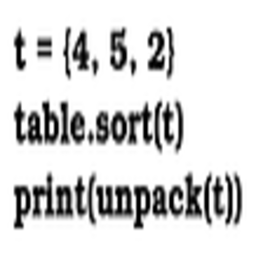 t = {4, 5, 2}
table.sort(t)
print(unpack(t))